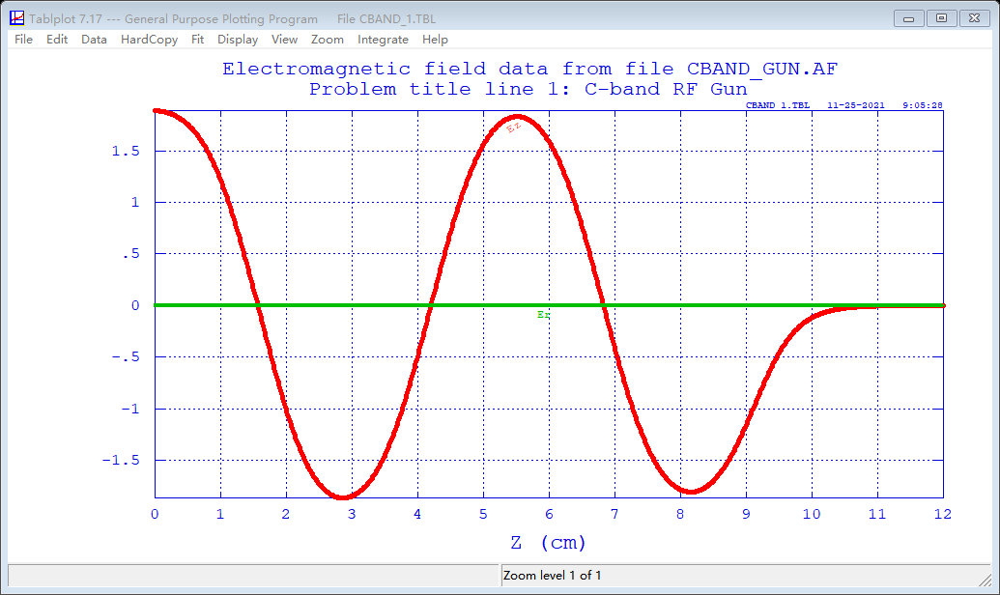 Tablplot 7.17 --- General Purpose Plotting Program File CBAND_1.TBL
File Edit Data HardCopy Fit Display View Zoom Integrate Help
Electromagnetic field data from file CBAND_GUN.AF
Problem title line 1: C-band RF Gun
CBAND 1.TBL 11-25-2021 9:05:28
Ez
1.5
1
.5
0
Er
-.5
-1
-1.5
0 1 2 3 4 5 6 7 8 9 10 11 12
Z (cm)
Zoom level 1 of 1